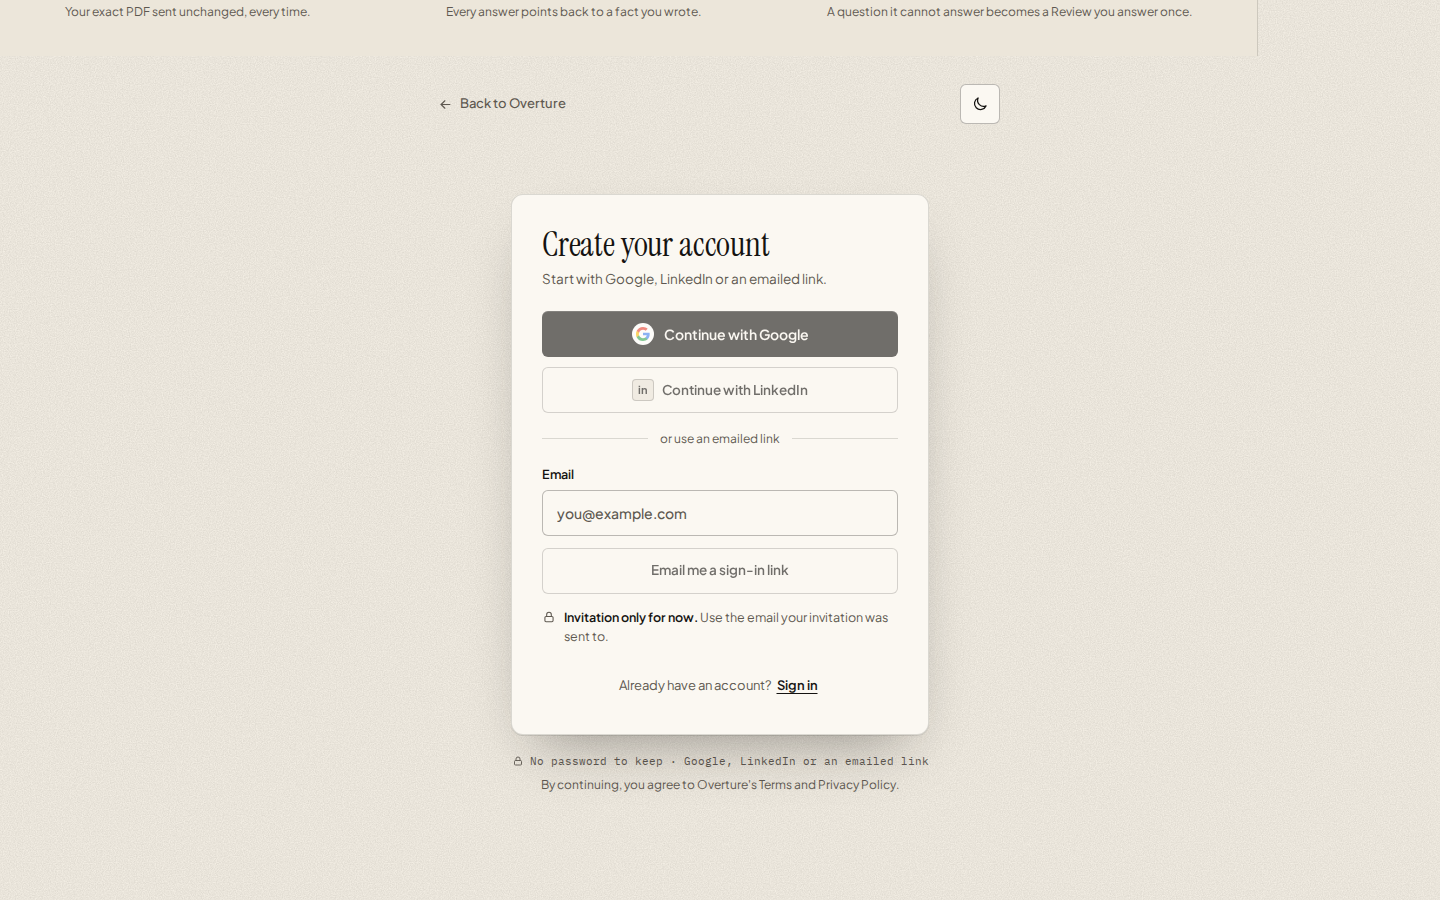 Your exact PDF sent unchanged, every time.
Every answer points back to a fact you wrote.
A question it cannot answer becomes a Review you answer once.
← Back to Overture
Create your account
Start with Google, LinkedIn or an emailed link.
Continue with Google
in Continue with LinkedIn
or use an emailed link
Email
you@example.com
Email me a sign-in link
Invitation only for now. Use the email your invitation was
sent to.
Already have an account? Sign in
No password to keep · Google, LinkedIn or an emailed link
By continuing, you agree to Overture's Terms and Privacy Policy.